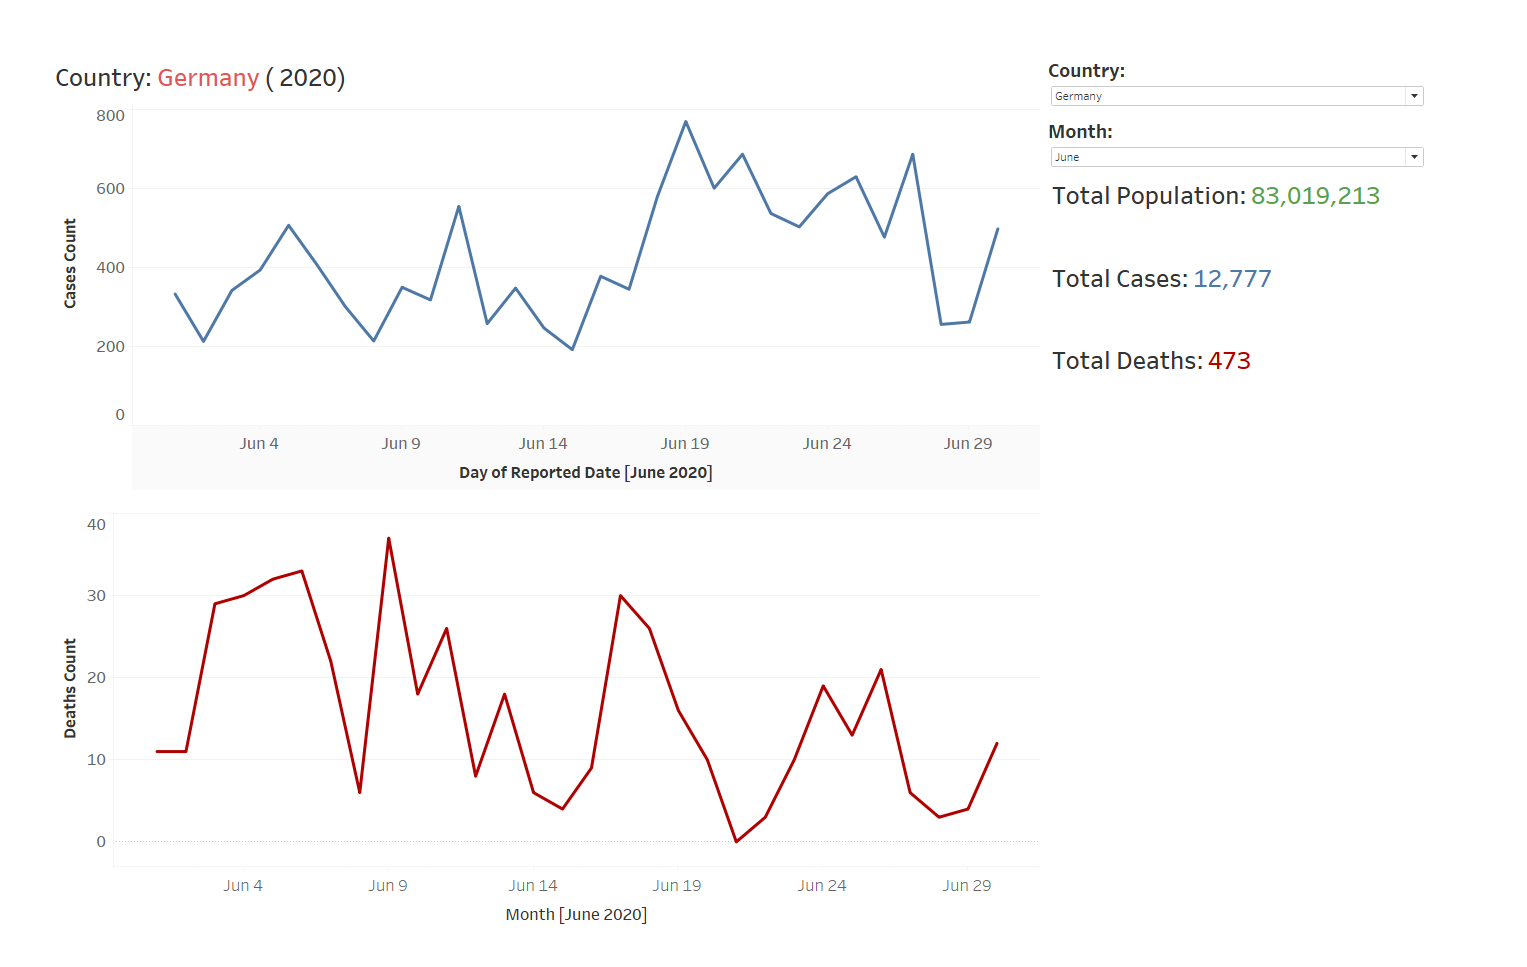 Country: Germany ( 2020)
800
600
400
200
0
Cases Count
Jun 4 Jun 9 Jun 14 Jun 19 Jun 24 Jun 29
Day of Reported Date [June 2020]
40
30
20
10
0
Deaths Count
Jun 4 Jun 9 Jun 14 Jun 19 Jun 24 Jun 29
Month [June 2020]
Country:
Germany
Month:
June
Total Population: 83,019,213
Total Cases: 12,777
Total Deaths: 473